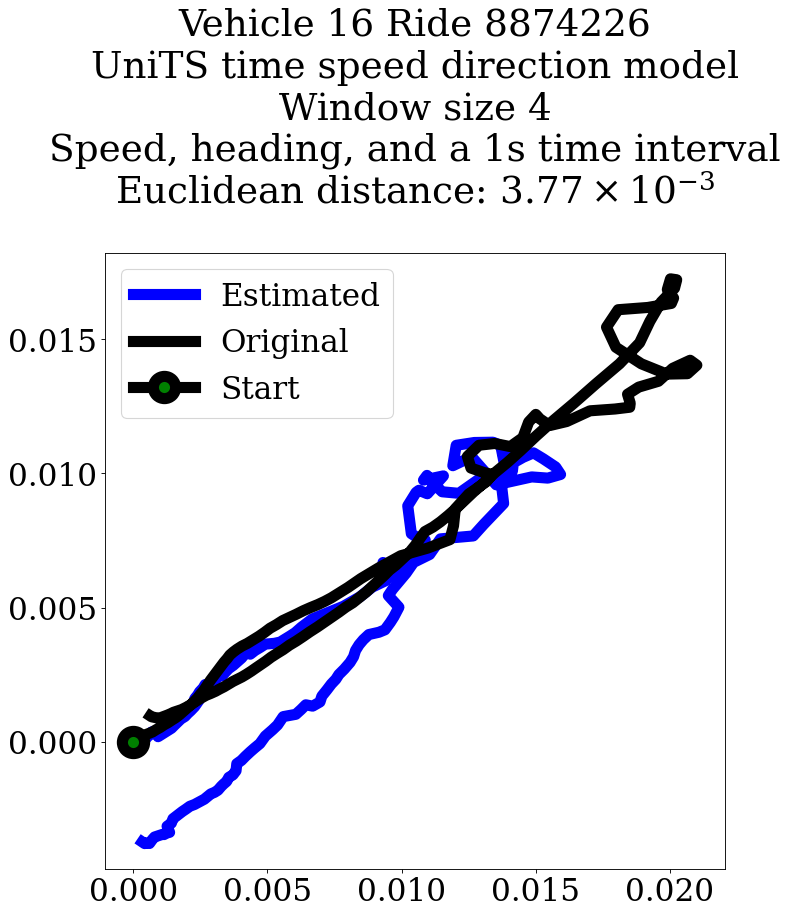 Vehicle 16 Ride 8874226
UniTS time speed direction model
Window size 4
Speed, heading, and a 1s time interval
Euclidean distance: 3.77 × 10⁻³
Estimated
Original
Start
0.015
0.010
0.005
0.000
0.000 0.005 0.010 0.015 0.020